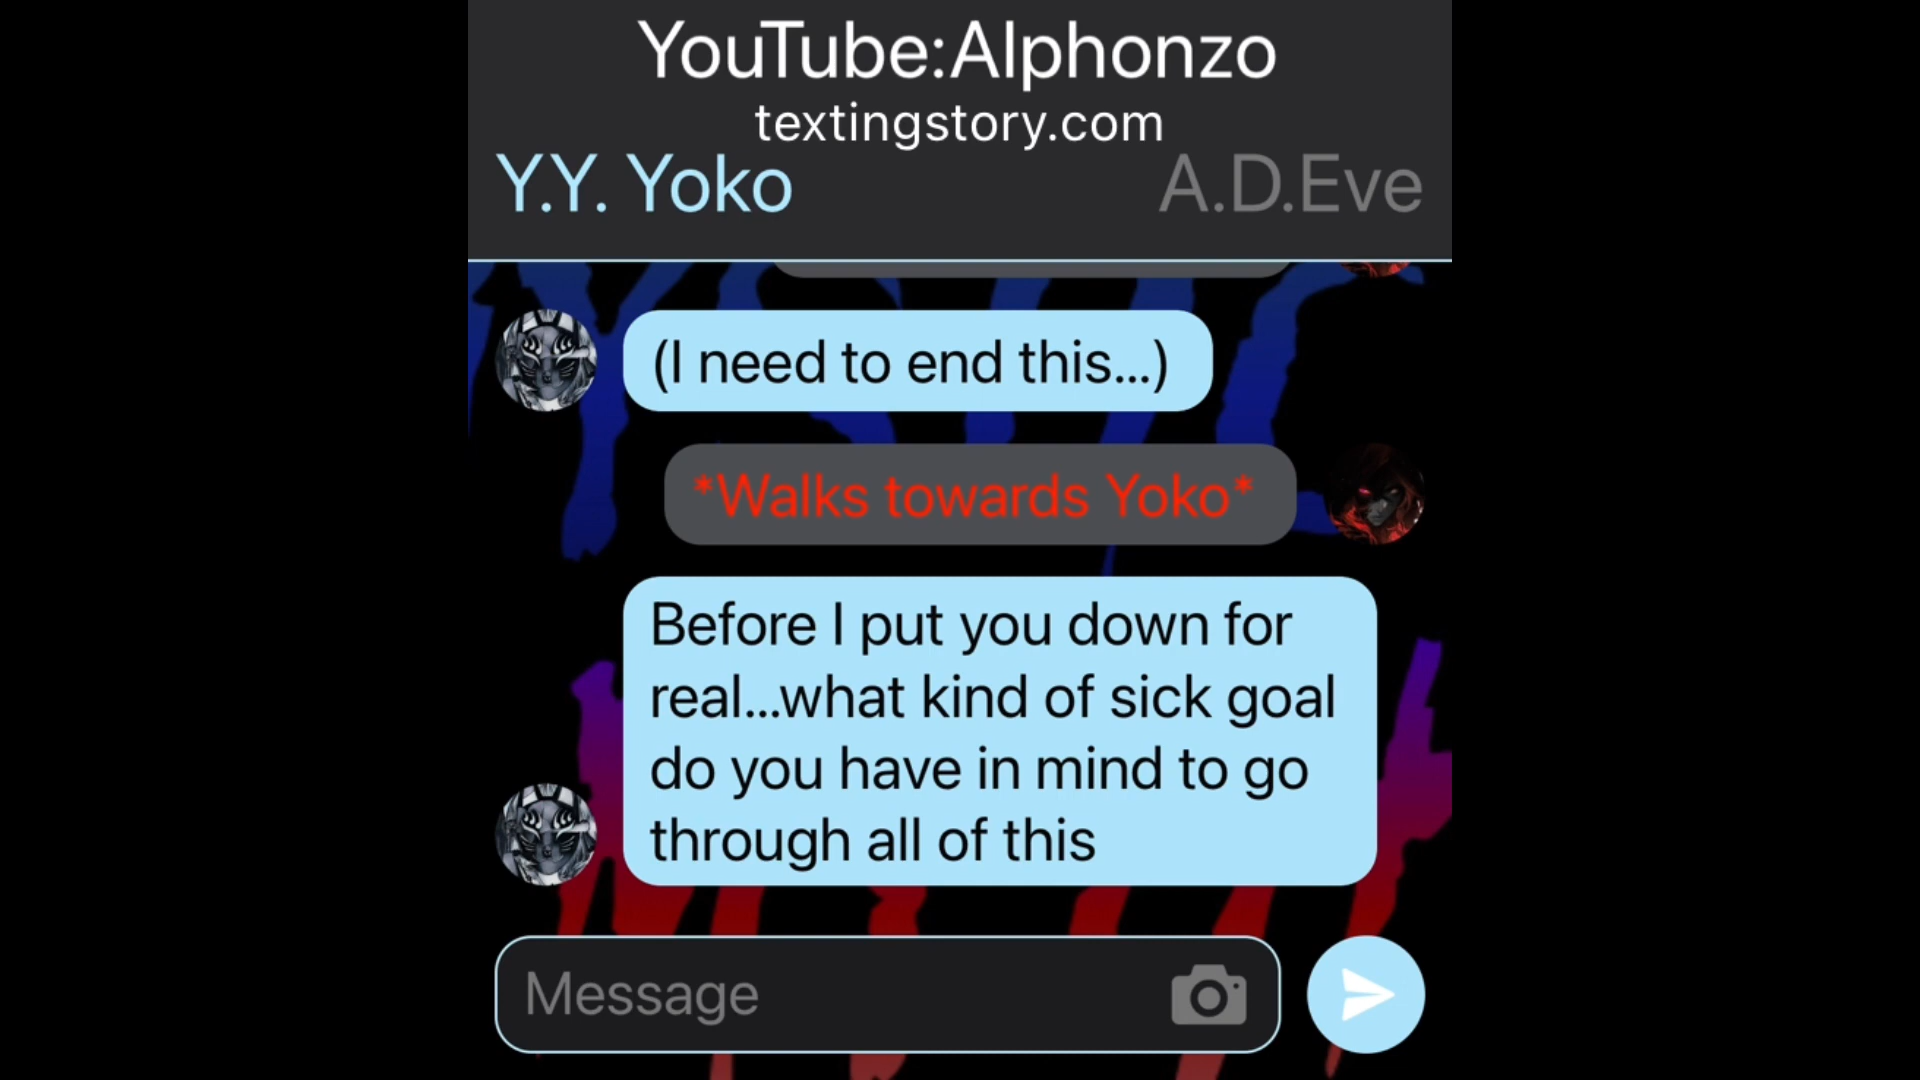 YouTube:Alphonzo
textingstory.com
Y.Y. Yoko
A.D.Eve
(I need to end this...)
*Walks towards Yoko*
Before I put you down for
real...what kind of sick goal
do you have in mind to go
through all of this
Message